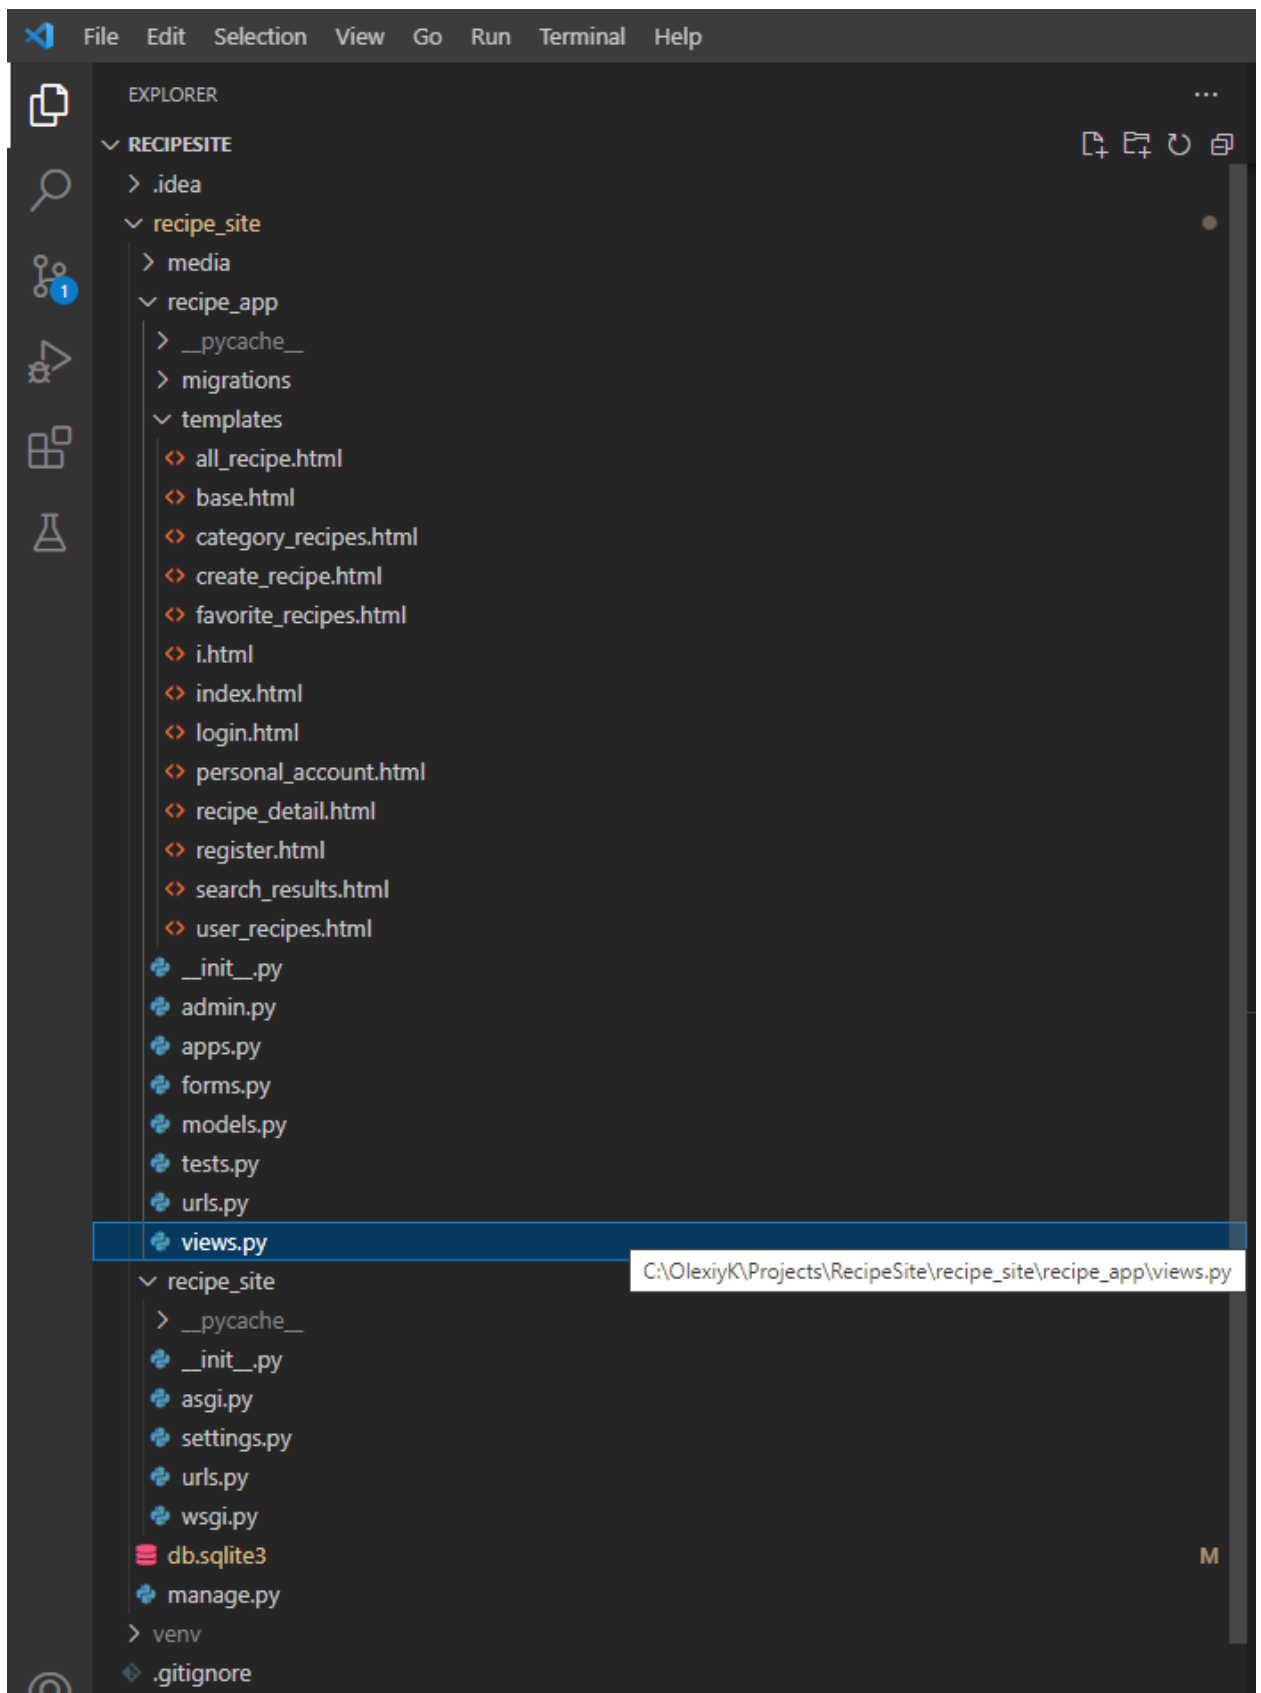 File Edit Selection View Go Run Terminal Help
EXPLORER
RECIPESITE
.idea
recipe_site
media
recipe_app
__pycache__
migrations
templates
all_recipe.html
base.html
category_recipes.html
create_recipe.html
favorite_recipes.html
i.html
index.html
login.html
personal_account.html
recipe_detail.html
register.html
search_results.html
user_recipes.html
__init__.py
admin.py
apps.py
forms.py
models.py
tests.py
urls.py
views.py
C:\OlexiyK\Projects\RecipeSite\recipe_site\recipe_app\views.py
recipe_site
__pycache__
__init__.py
asgi.py
settings.py
urls.py
wsgi.py
db.sqlite3 M
manage.py
venv
.gitignore
1